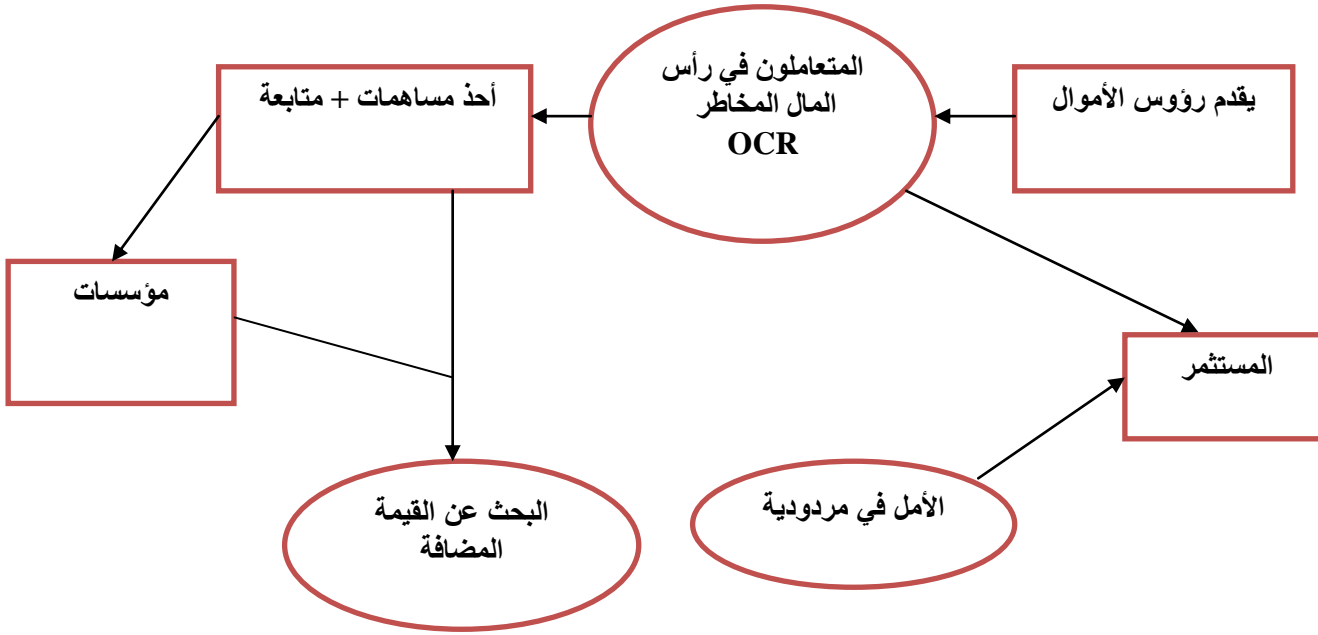 يقدم رؤوس الأموال
المتعاملون في رأس
المال المخاطر
OCR
أحذ مساهمات + متابعة
مؤسسات
المستثمر
الأمل في مردودية
البحث عن القيمة
المضافة